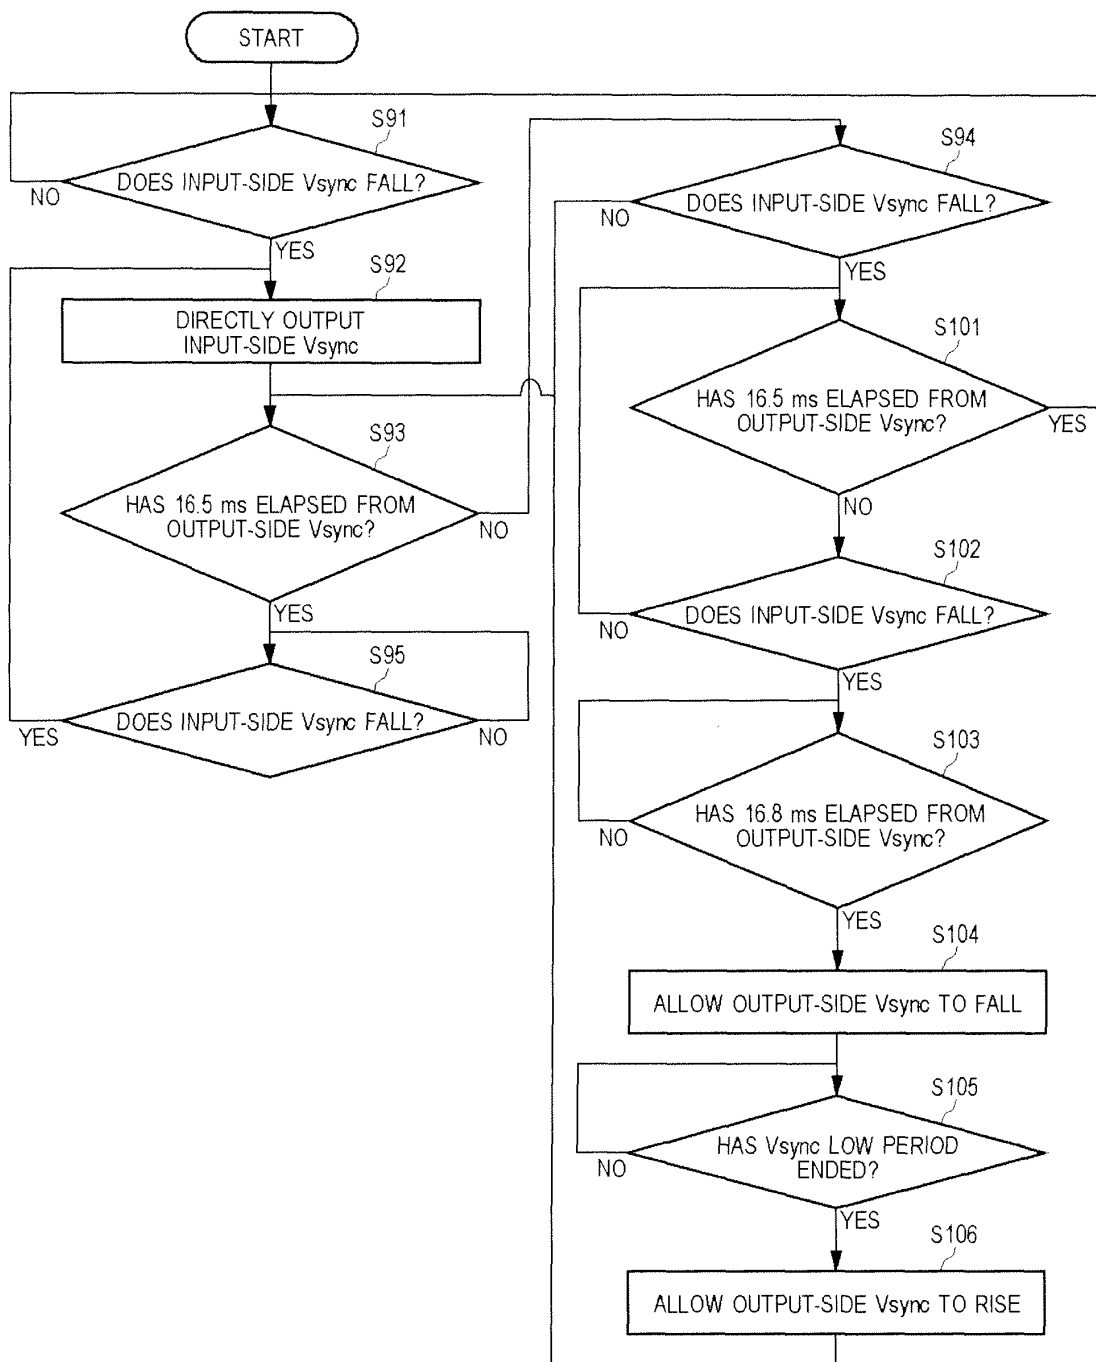 START
S91
DOES INPUT-SIDE Vsync FALL?
NO
YES
S92
DIRECTLY OUTPUT
INPUT-SIDE Vsync
S93
HAS 16.5 ms ELAPSED FROM
OUTPUT-SIDE Vsync?
NO
YES
S95
DOES INPUT-SIDE Vsync FALL?
YES
NO
S94
DOES INPUT-SIDE Vsync FALL?
NO
YES
S101
HAS 16.5 ms ELAPSED FROM
OUTPUT-SIDE Vsync?
YES
NO
S102
DOES INPUT-SIDE Vsync FALL?
NO
YES
S103
HAS 16.8 ms ELAPSED FROM
OUTPUT-SIDE Vsync?
NO
YES
S104
ALLOW OUTPUT-SIDE Vsync TO FALL
S105
HAS Vsync LOW PERIOD
ENDED?
NO
YES
S106
ALLOW OUTPUT-SIDE Vsync TO RISE